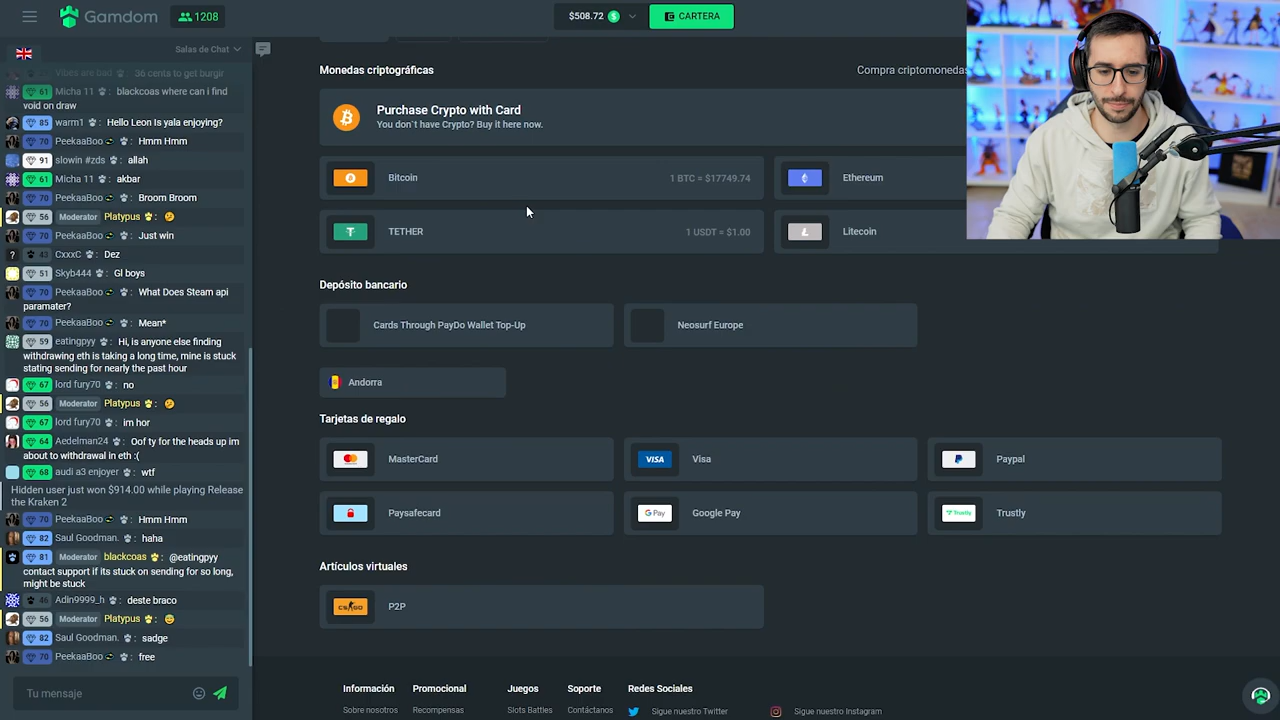 Gamdom
1208
$508.72
CARTERA
Salas de Chat
Vibes are bad : 36 centa to get burgir
61 Micha 11 : blackcoas where can i find
void on draw
85 warm1 : Hello Leon Is yala enjoying?
70 PeekaaBoo : Hmm Hmm
91 slowin #zds : allah
61 Micha 11 : akbar
70 PeekaaBoo : Broom Broom
56 Moderator Platypus :
70 PeekaaBoo : Just win
43 CxxxC : Dez
51 Skyb444 : Gl boys
70 PeekaaBoo : What Does Steam api
paramater?
70 PeekaaBoo : Mean*
59 eatingpyy : Hi, is anyone else finding
withdrawing eth is taking a long time, mine is stuck
stating sending for nearly the past hour
67 lord fury70 : no
56 Moderator Platypus :
67 lord fury70 : im hor
64 Aedelman24 : Oof ty for the heads up im
about to withdrawal in eth :(
68 audi a3 enjoyer : wtf
Hidden user just won $914.00 while playing Release
the Kraken 2
70 PeekaaBoo : Hmm Hmm
82 Saul Goodman. : haha
81 Moderator blackcoas : @eatingpyy
contact support if its stuck on sending for so long,
might be stuck
46 Adln9999_h : deste braco
56 Moderator Platypus :
82 Saul Goodman. : sadge
70 PeekaaBoo : free
Tu mensaje
Monedas criptográficas
Compra criptomonedas
Purchase Crypto with Card
You don`t have Crypto? Buy it here now.
Bitcoin
1 BTC = $17749.74
Ethereum
TETHER
1 USDT = $1.00
Litecoin
Depósito bancario
Cards Through PayDo Wallet Top-Up
Neosurf Europe
Andorra
Tarjetas de regalo
MasterCard
VISA Visa
Paypal
Paysafecard
G Pay Google Pay
Trustly Trustly
Artículos virtuales
CS:GO P2P
Información
Promocional
Juegos
Soporte
Redes Sociales
Sobre nosotros
Recompensas
Slots Battles
Contáctanos
Sigue nuestro Twitter
Sigue nuestro Instagram